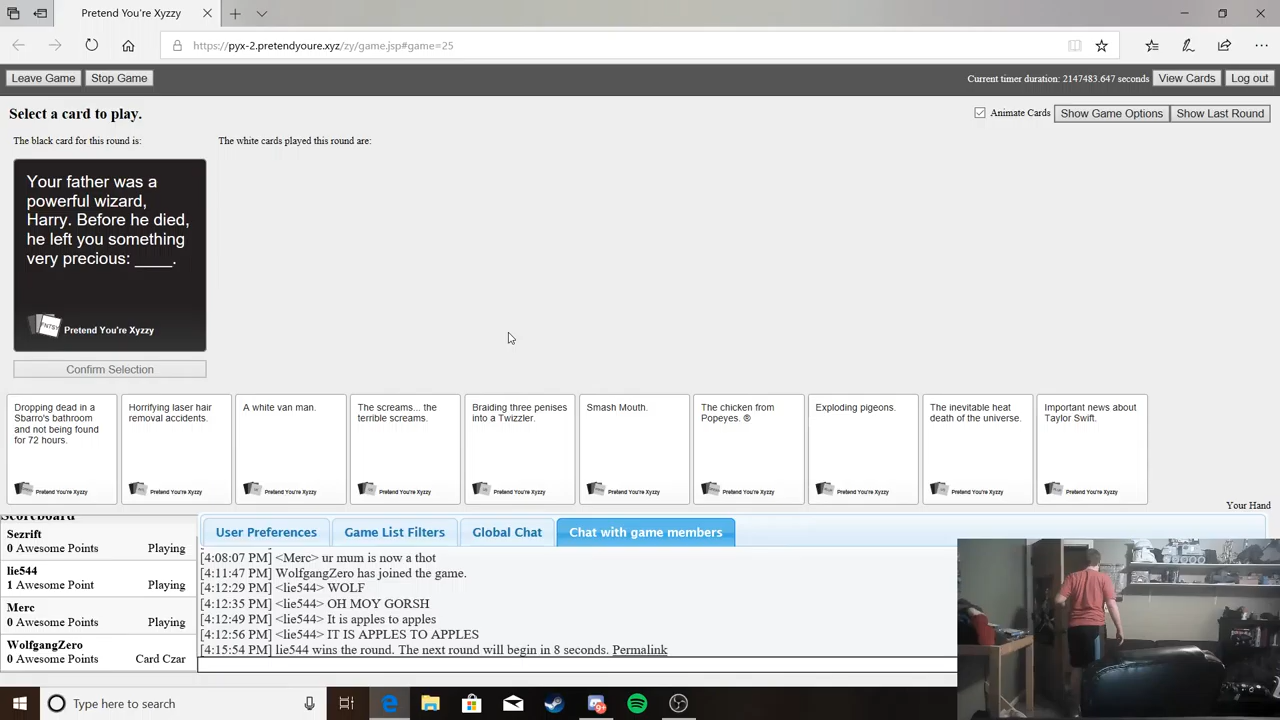 Pretend You're Xyzzy
https://pyx-2.pretendyoure.xyz/zy/game.jsp#game=25
Leave Game
Stop Game
Current timer duration: 2147483.647 seconds
View Cards
Log out
Select a card to play.
Animate Cards
Show Game Options
Show Last Round
The black card for this round is:
The white cards played this round are:
Your father was a
powerful wizard,
Harry. Before he died,
he left you something
very precious: ____.
FNTSY
Pretend You're Xyzzy
Confirm Selection
Dropping dead in a
Sbarro's bathroom
and not being found
for 72 hours.
Pretend You're Xyzzy
Horrifying laser hair
removal accidents.
Pretend You're Xyzzy
A white van man.
Pretend You're Xyzzy
The screams... the
terrible screams.
Pretend You're Xyzzy
Braiding three penises
into a Twizzler.
Pretend You're Xyzzy
Smash Mouth.
Pretend You're Xyzzy
The chicken from
Popeyes. ®
Pretend You're Xyzzy
Exploding pigeons.
Pretend You're Xyzzy
The inevitable heat
death of the universe.
Pretend You're Xyzzy
Important news about
Taylor Swift.
Pretend You're Xyzzy
Your Hand
Scoreboard
Sezrift
0 Awesome Points
Playing
lie544
1 Awesome Point
Playing
Merc
0 Awesome Points
Playing
WolfgangZero
0 Awesome Points
Card Czar
User Preferences
Game List Filters
Global Chat
Chat with game members
[4:08:07 PM] <Merc> ur mum is now a thot
[4:11:47 PM] WolfgangZero has joined the game.
[4:12:29 PM] <lie544> WOLF
[4:12:35 PM] <lie544> OH MOY GORSH
[4:12:49 PM] <lie544> It is apples to apples
[4:12:56 PM] <lie544> IT IS APPLES TO APPLES
[4:15:54 PM] lie544 wins the round. The next round will begin in 8 seconds. Permalink
Type here to search